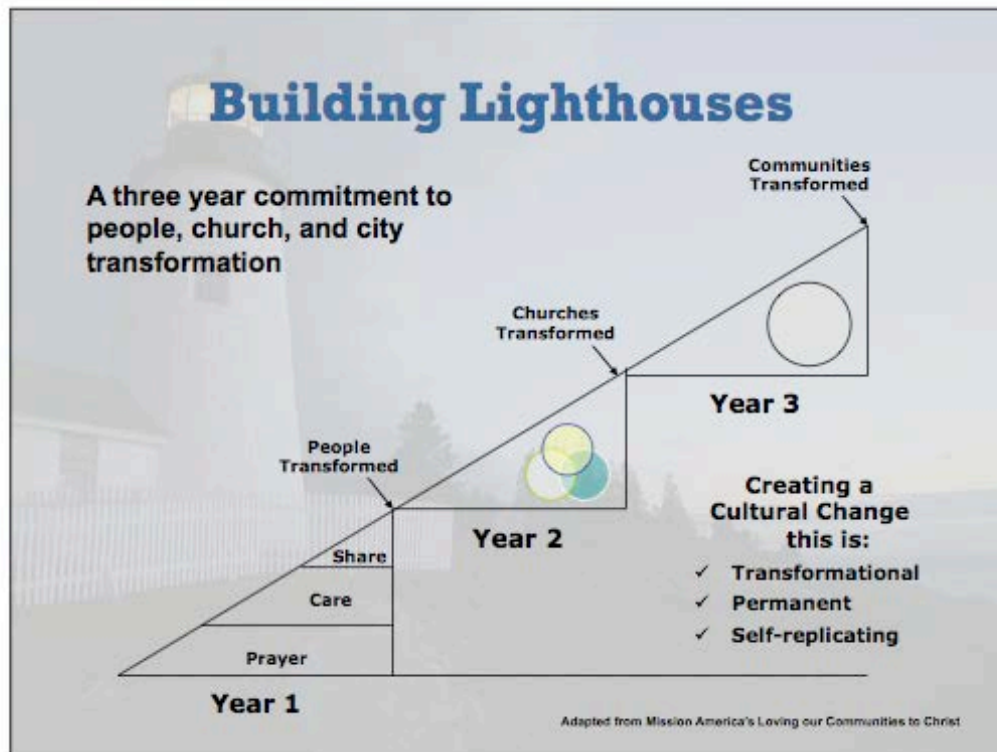 Building Lighthouses
A three year commitment to
people, church, and city
transformation
Communities
Transformed
Churches
Transformed
Year 3
People
Transformed
Year 2
Share
Care
Prayer
Year 1
Creating a
Cultural Change
this is:
✓ Transformational
✓ Permanent
✓ Self-replicating
Adapted from Mission America's Loving our Communities to Christ